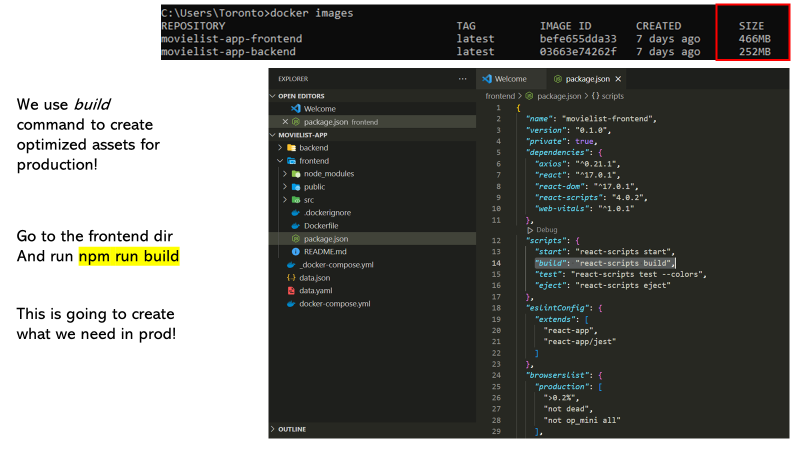 C:\Users\Toronto>docker images
REPOSITORY TAG IMAGE ID CREATED SIZE
movielist-app-frontend latest befe655dda33 7 days ago 466MB
movielist-app-backend latest 03663e74262f 7 days ago 252MB
We use build
command to create
optimized assets for
production!
Go to the frontend dir
And run npm run build
This is going to create
what we need in prod!
EXPLORER ...
OPEN EDITORS
Welcome
package.json frontend
MOVIELIST-APP
backend
frontend
node_modules
public
src
.dockerignore
Dockerfile
package.json
README.md
_docker-compose.yml
data.json
data.yaml
docker-compose.yml
OUTLINE
Welcome package.json
frontend > package.json > {} scripts
1 {
2 "name": "movielist-frontend",
3 "version": "0.1.0",
4 "private": true,
5 "dependencies": {
6 "axios": "^0.21.1",
7 "react": "^17.0.1",
8 "react-dom": "^17.0.1",
9 "react-scripts": "4.0.2",
10 "web-vitals": "^1.0.1"
11 },
Debug
12 "scripts": {
13 "start": "react-scripts start",
14 "build": "react-scripts build",
15 "test": "react-scripts test --colors",
16 "eject": "react-scripts eject"
17 },
18 "eslintConfig": {
19 "extends": [
20 "react-app",
21 "react-app/jest"
22 ]
23 },
24 "browserslist": {
25 "production": [
26 ">0.2%",
27 "not dead",
28 "not op_mini all"
29 ],